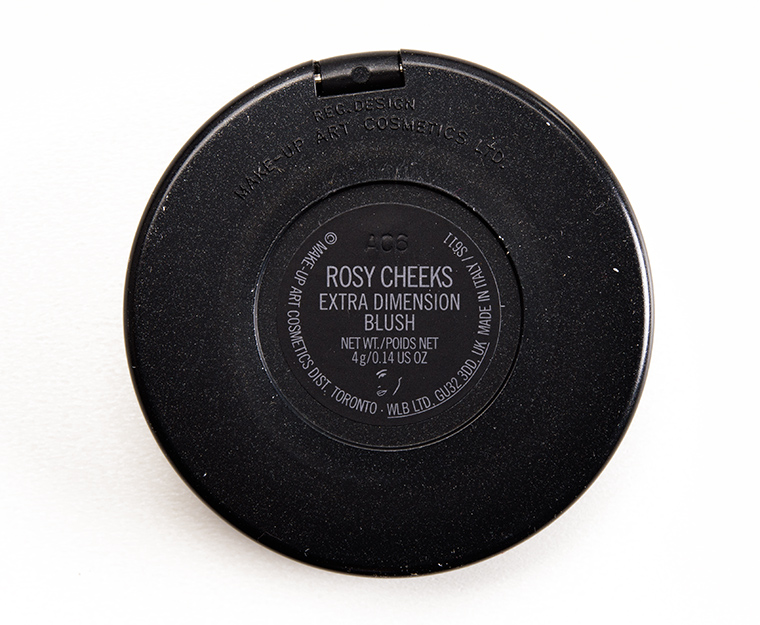 REG. DESIGN
MAKE-UP ART COSMETICS LTD.
A06
ROSY CHEEKS
EXTRA DIMENSION
BLUSH
NET WT./POIDS NET
4g/0.14 US OZ
© MAKE-UP ART COSMETICS DIST. TORONTO · WLB LTD. GU32 3DD, UK MADE IN ITALY / S611